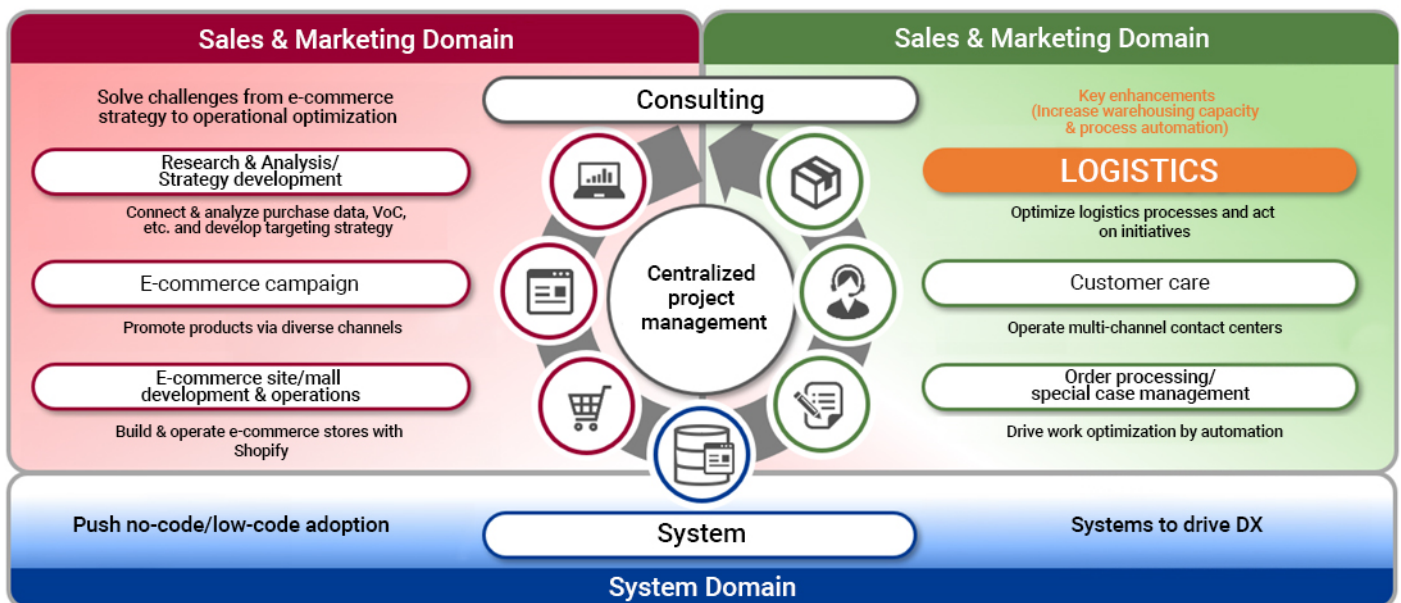 Sales & Marketing Domain
Sales & Marketing Domain
Consulting
Solve challenges from e-commerce
strategy to operational optimization
Research & Analysis/
Strategy development
Connect & analyze purchase data, VoC,
etc. and develop targeting strategy
E-commerce campaign
Promote products via diverse channels
E-commerce site/mall
development & operations
Build & operate e-commerce stores with
Shopify
Centralized
project
management
Key enhancements
(Increase warehousing capacity
& process automation)
LOGISTICS
Optimize logistics processes and act
on initiatives
Customer care
Operate multi-channel contact centers
Order processing/
special case management
Drive work optimization by automation
Push no-code/low-code adoption
System
Systems to drive DX
System Domain